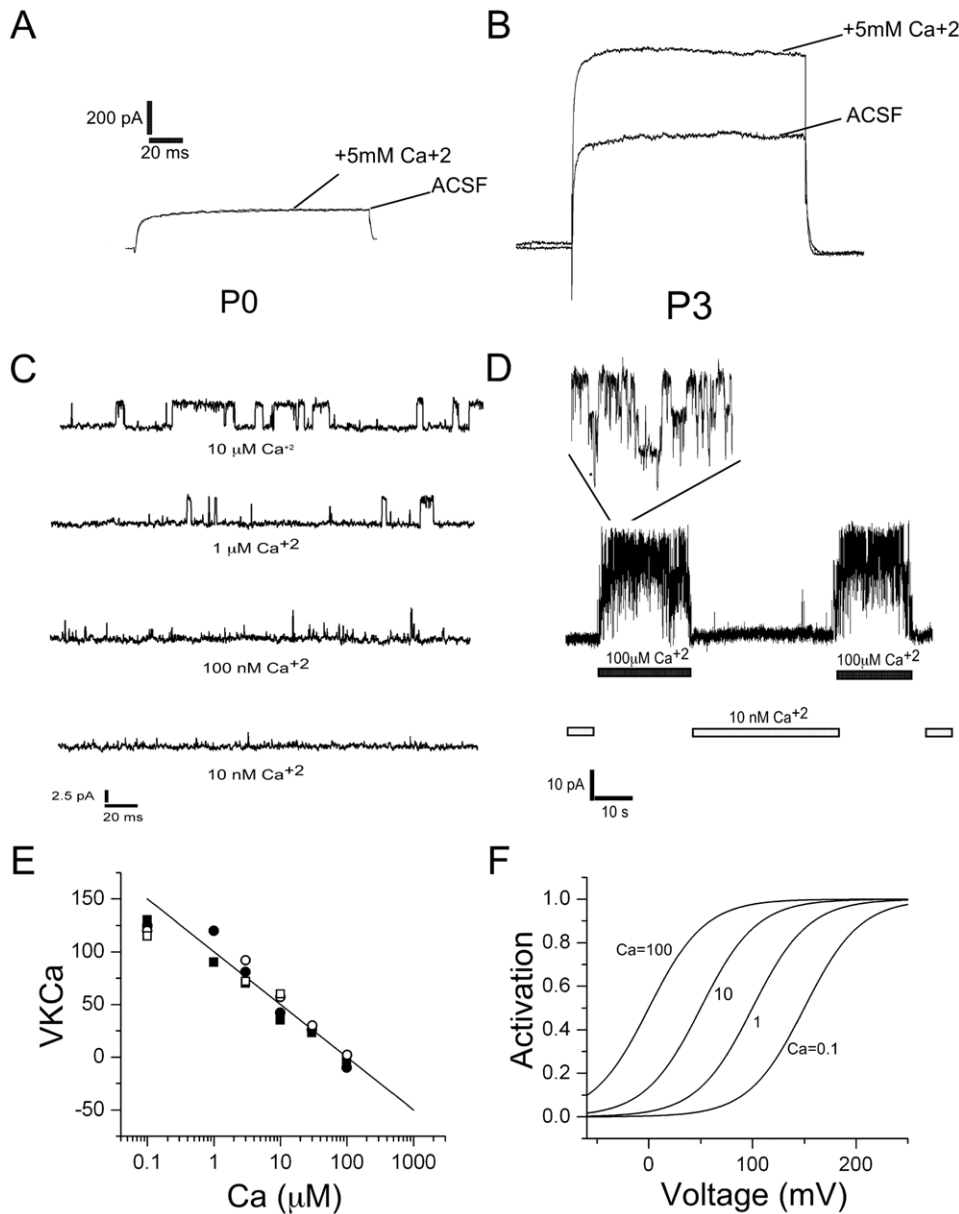 A
B
+5mM Ca+2
200 pA
20 ms
ACSF
+5mM Ca+2
ACSF
P0
P3
C
D
10 μM Ca+2
1 μM Ca+2
100 nM Ca+2
10 nM Ca+2
2.5 pA
20 ms
100μM Ca+2
100μM Ca+2
10 nM Ca+2
10 pA
10 s
E
F
150
100
50
0
-50
VKCa
0.1 1 10 100 1000
Ca (μM)
1.0
0.8
0.6
0.4
0.2
0.0
Activation
Ca=100
10
1
Ca=0.1
0 100 200
Voltage (mV)